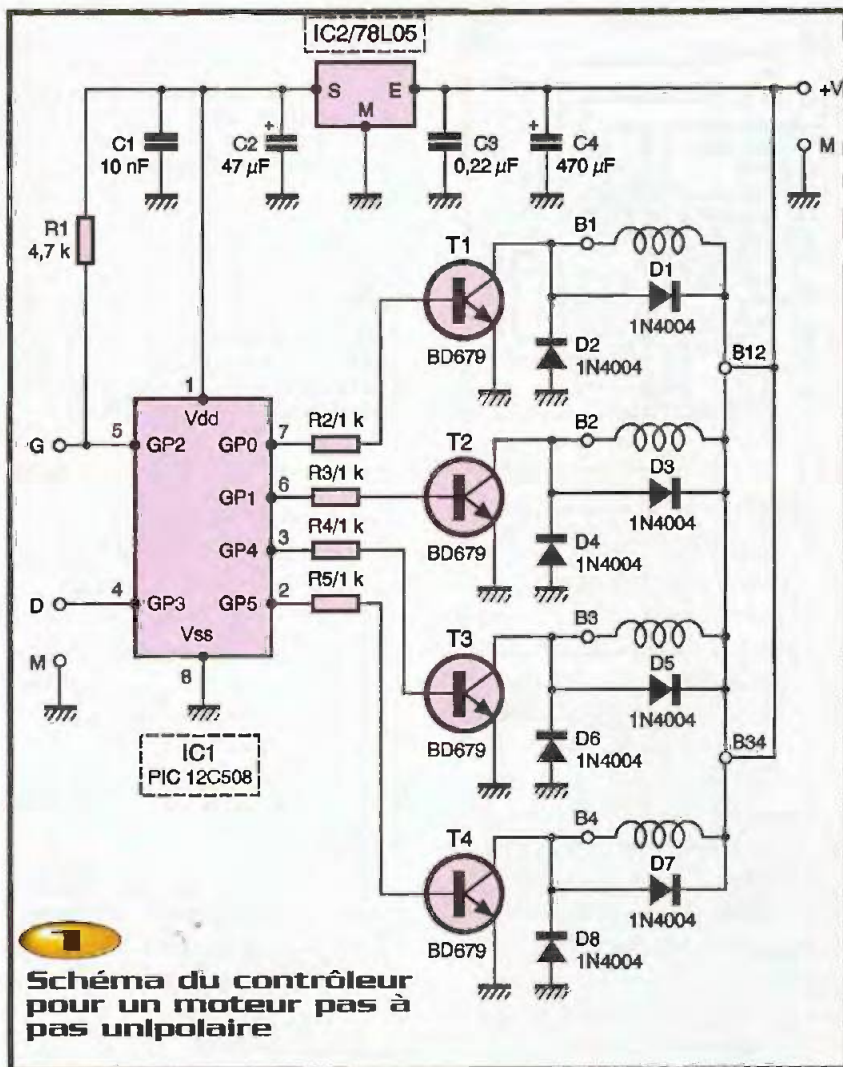 IC2/78L05
S
E
M
+V
M
C1
10 nF
+
C2
47 µF
C3
0,22 µF
+
C4
470 µF
R1
4,7 k
G
D
M
1
Vdd
5
GP2
GP0
7
R2/1 k
GP1
6
R3/1 k
GP4
3
R4/1 k
4
GP3
GP5
2
R5/1 k
Vss
8
IC1
PIC 12C508
T1
BD679
B1
D1
1N4004
D2
1N4004
B12
T2
BD679
B2
D3
1N4004
D4
1N4004
T3
BD679
B3
D5
1N4004
D6
1N4004
B34
T4
BD679
B4
D7
1N4004
D8
1N4004
1
Schéma du contrôleur
pour un moteur pas à
pas unipolaire